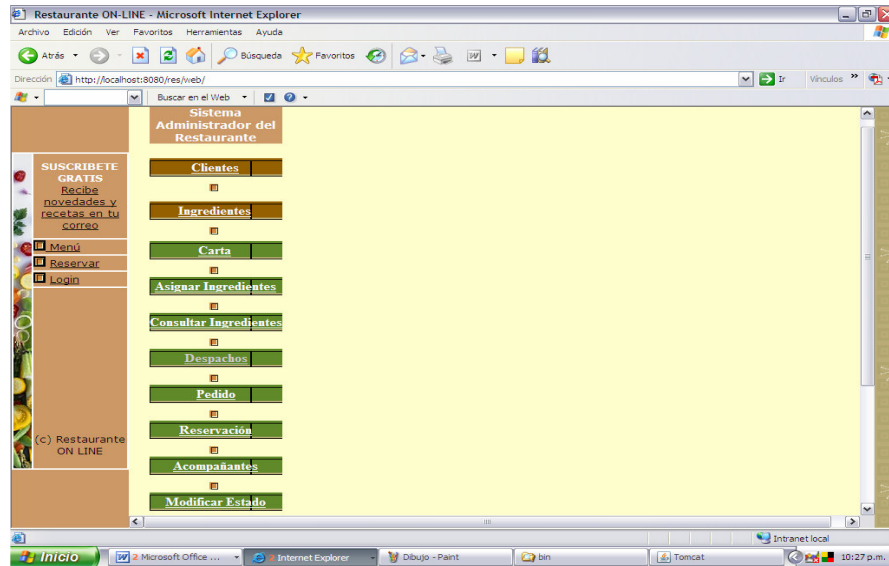 Restaurante ON-LINE - Microsoft Internet Explorer
Archivo Edición Ver Favoritos Herramientas Ayuda
Atrás Búsqueda Favoritos
Dirección http://localhost:8080/res/web/ Ir Vínculos »
Buscar en el Web
Sistema
Administrador del
Restaurante
SUSCRIBETE
GRATIS
Recibe
novedades y
recetas en tu
correo
Menú
Reservar
Login
(c) Restaurante
ON LINE
Clientes
Ingredientes
Carta
Asignar Ingredientes
Consultar Ingredientes
Despachos
Pedido
Reservación
Acompañantes
Modificar Estado
Intranet local
Inicio 2 Microsoft Office ... 2 Internet Explorer Dibujo - Paint bin Tomcat 10:27 p.m.